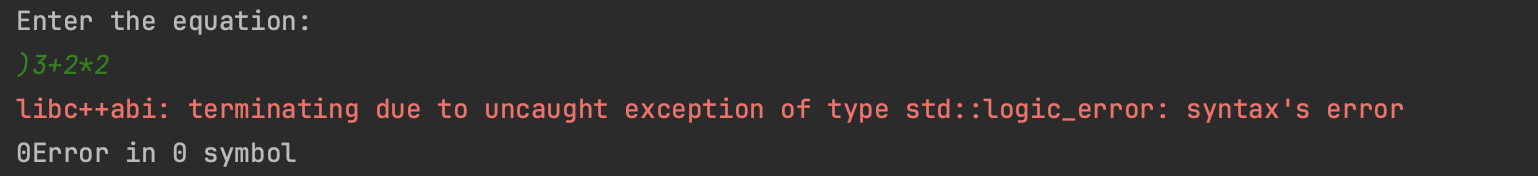 Enter the equation:
)3+2*2
libc++abi: terminating due to uncaught exception of type std::logic_error: syntax's error
0Error in 0 symbol